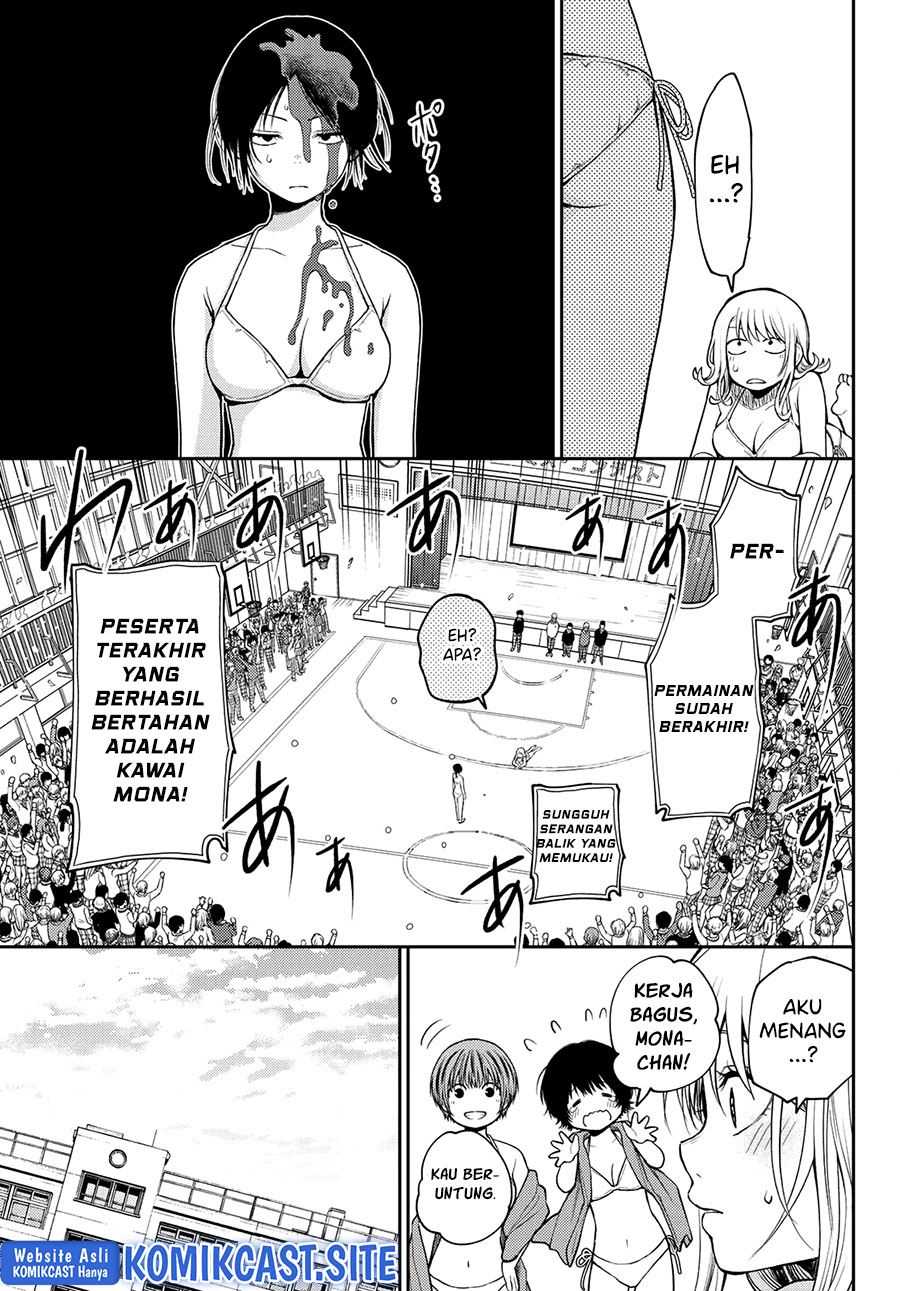 EH
...?
ポタ...
PER-
PERMAINAN
SUDAH
BERAKHIR!
EH?
APA?
SUNGGUH
SERANGAN
BALIK YANG
MEMUKAU!
PESERTA
TERAKHIR
YANG
BERHASIL
BERTAHAN
ADALAH
KAWAI
MONA!
わあああああああああ
AKU
MENANG
...?
KERJA
BAGUS,
MONA-
CHAN!
KAU BER-
UNTUNG.
Website Asli
KOMIKCAST Hanya
KOMIKCAST.SITE